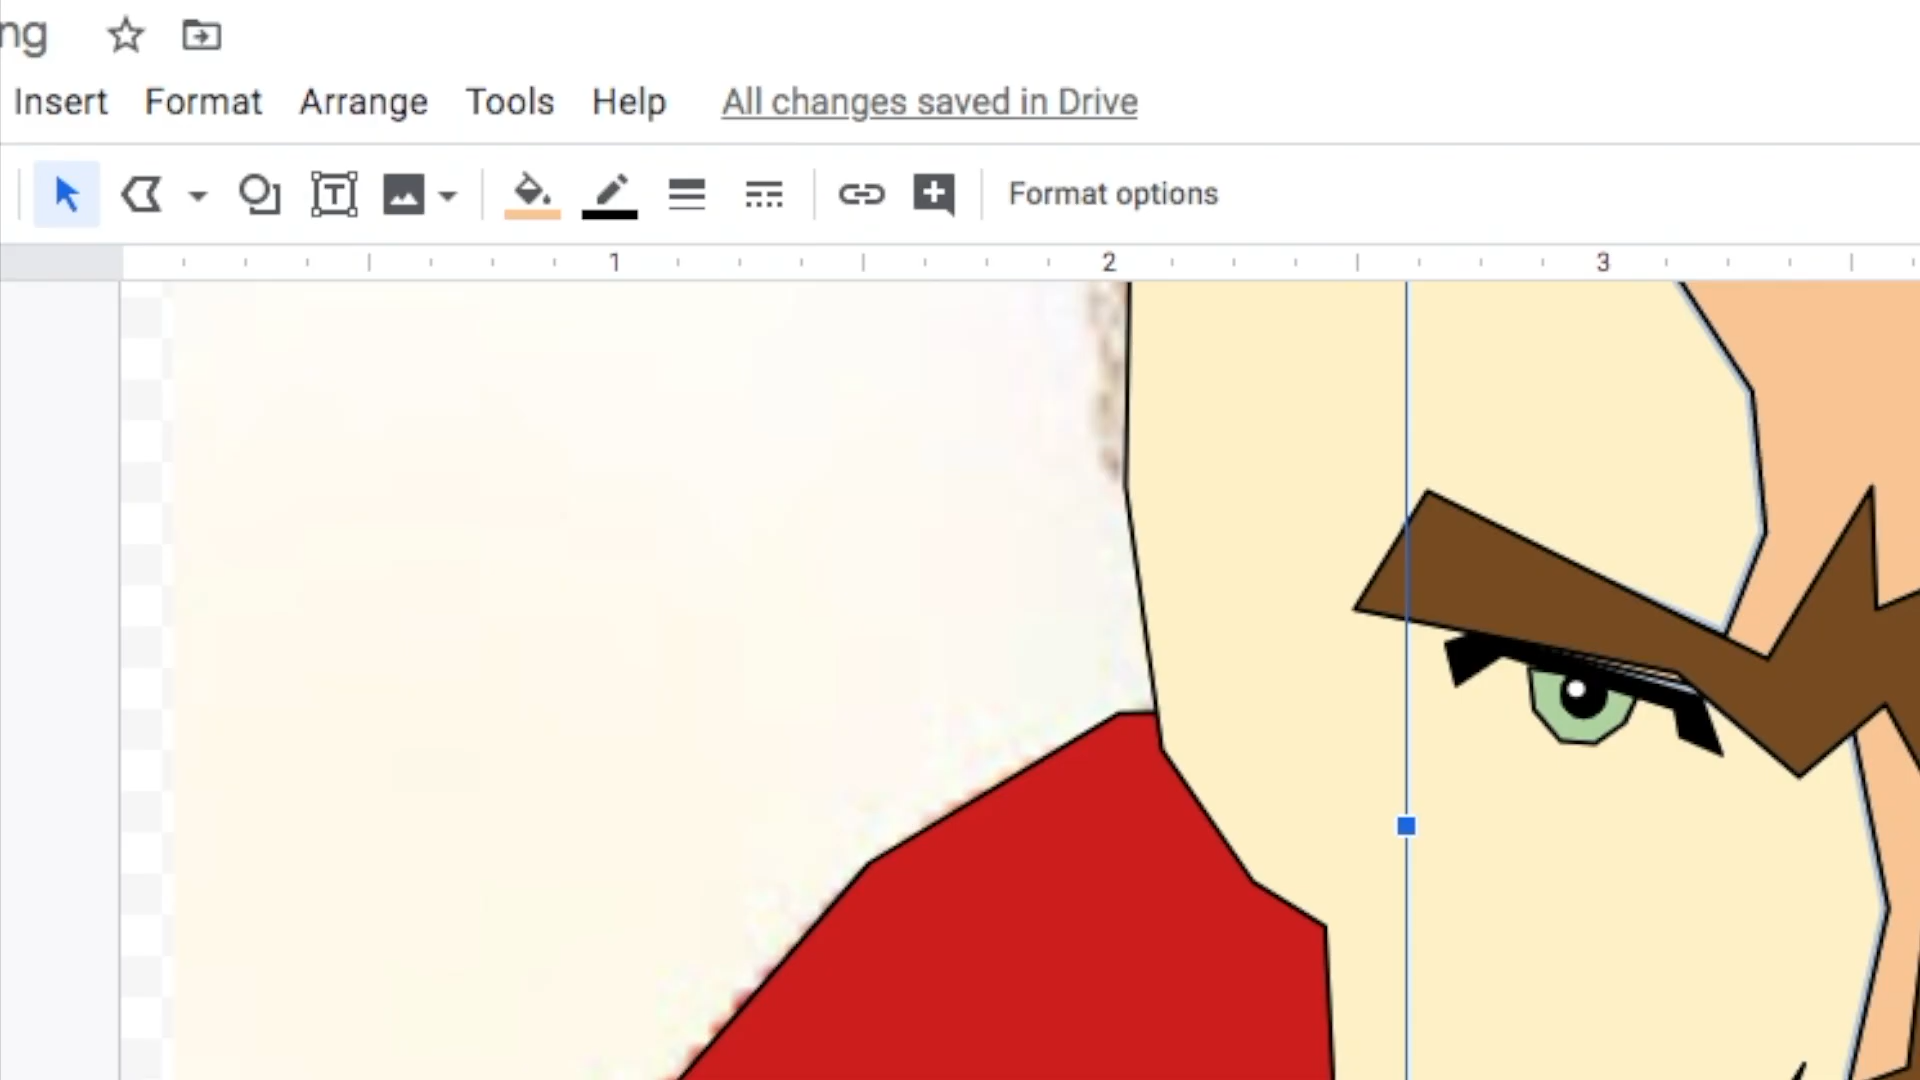 ng
Insert Format Arrange Tools Help All changes saved in Drive
T Format options
1 2 3